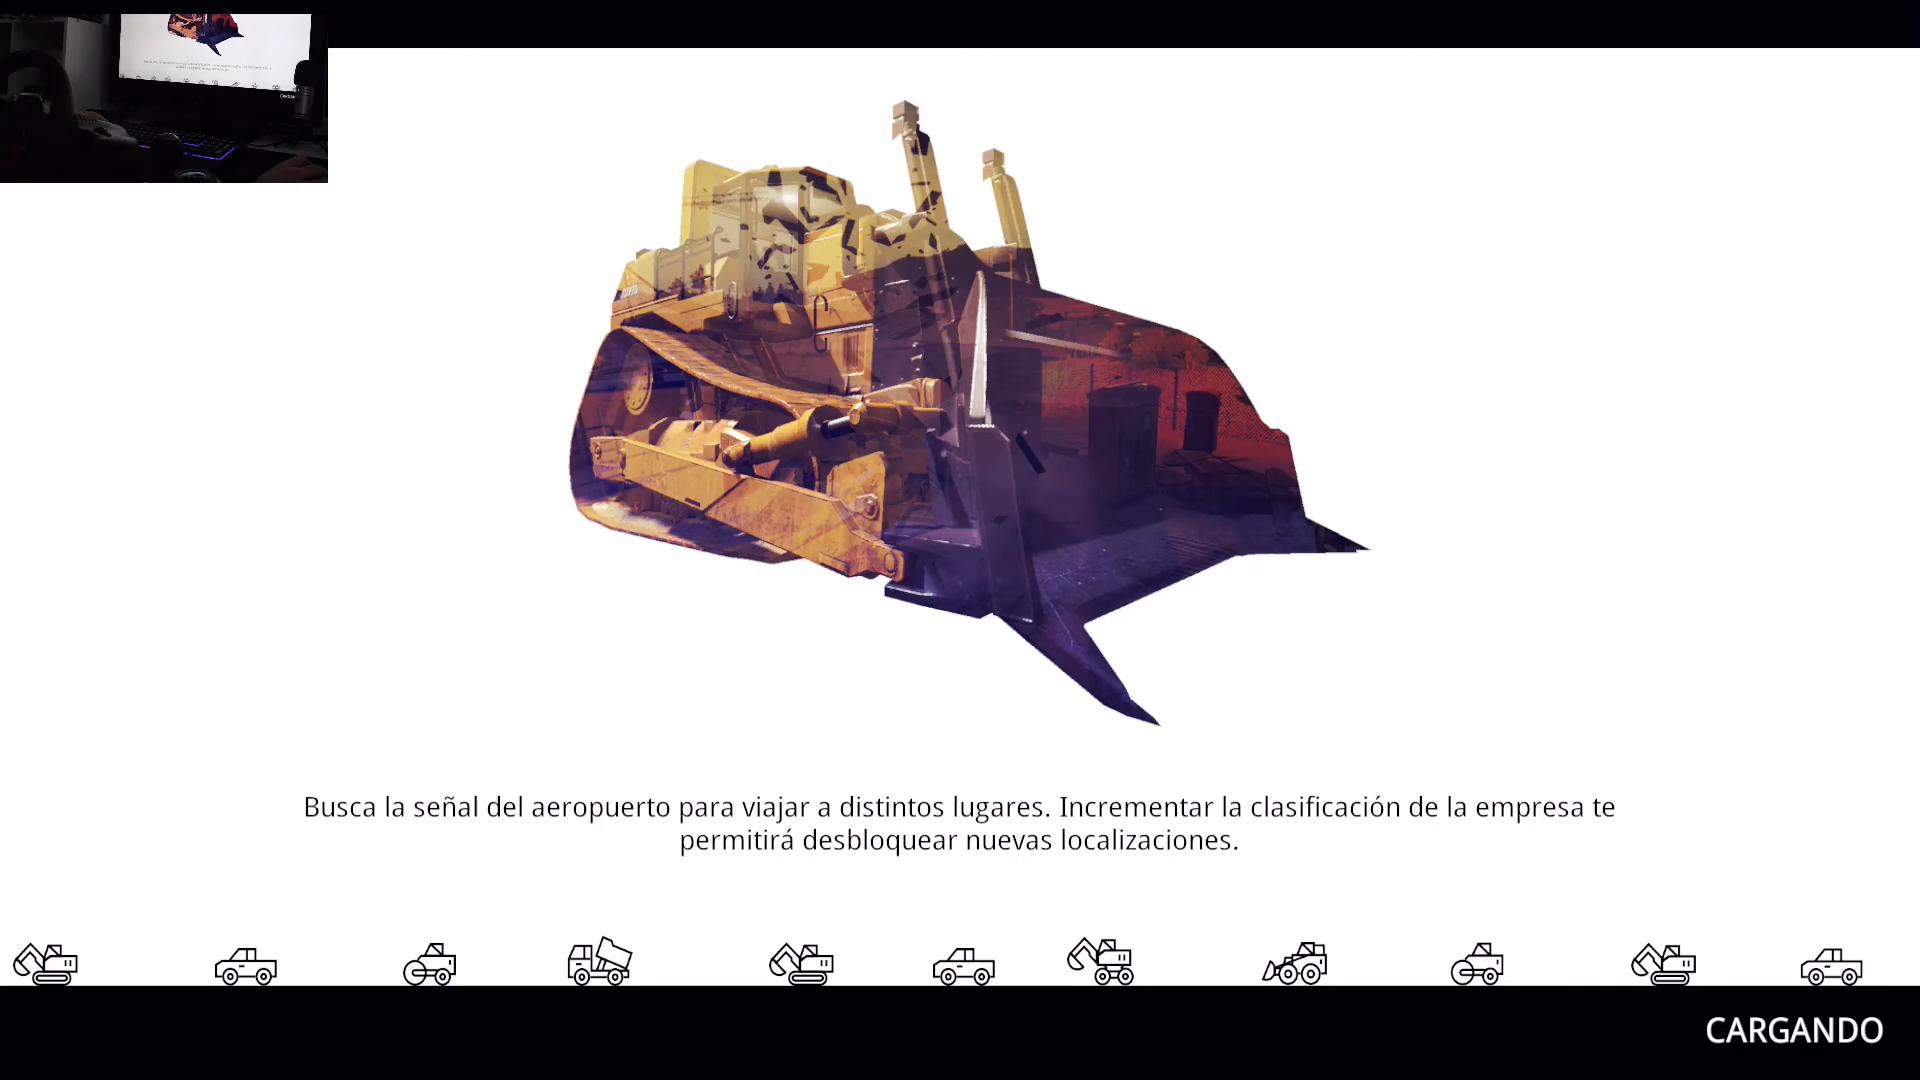 Busca la señal del aeropuerto para viajar a distintos lugares. Incrementar la clasificación de la empresa te
permitirá desbloquear nuevas localizaciones.
CARGANDO